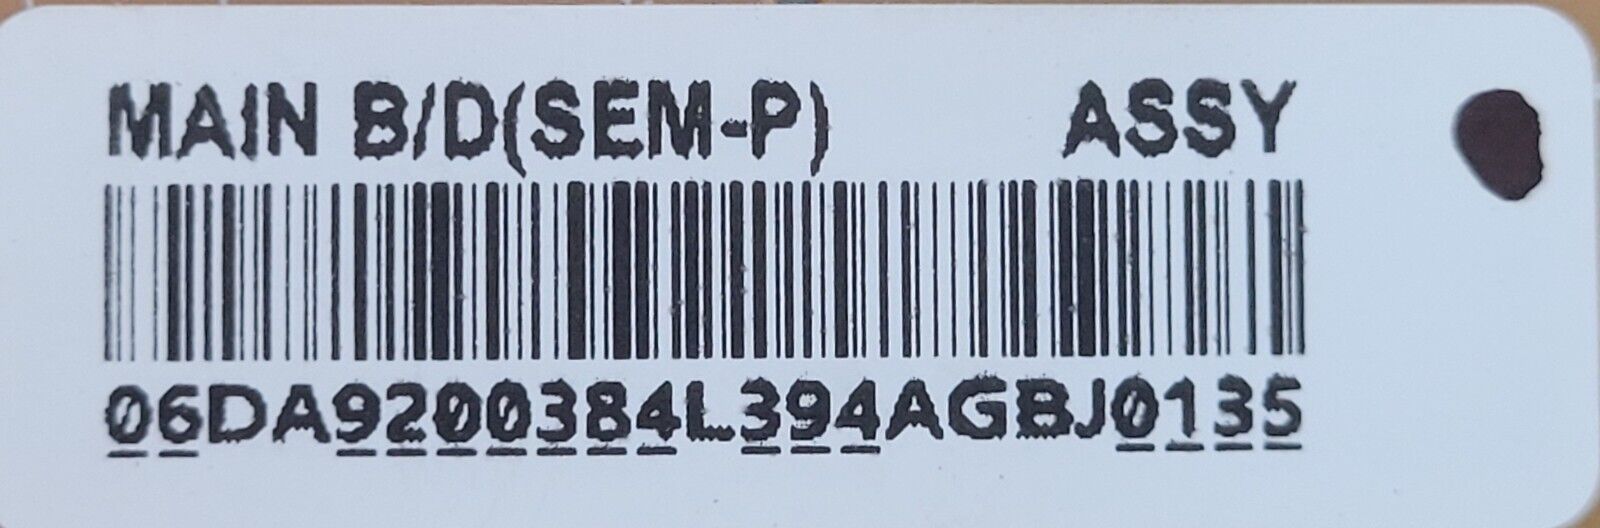 MAIN B/D(SEM-P) ASSY
06DA9200384L394AGBJ0135